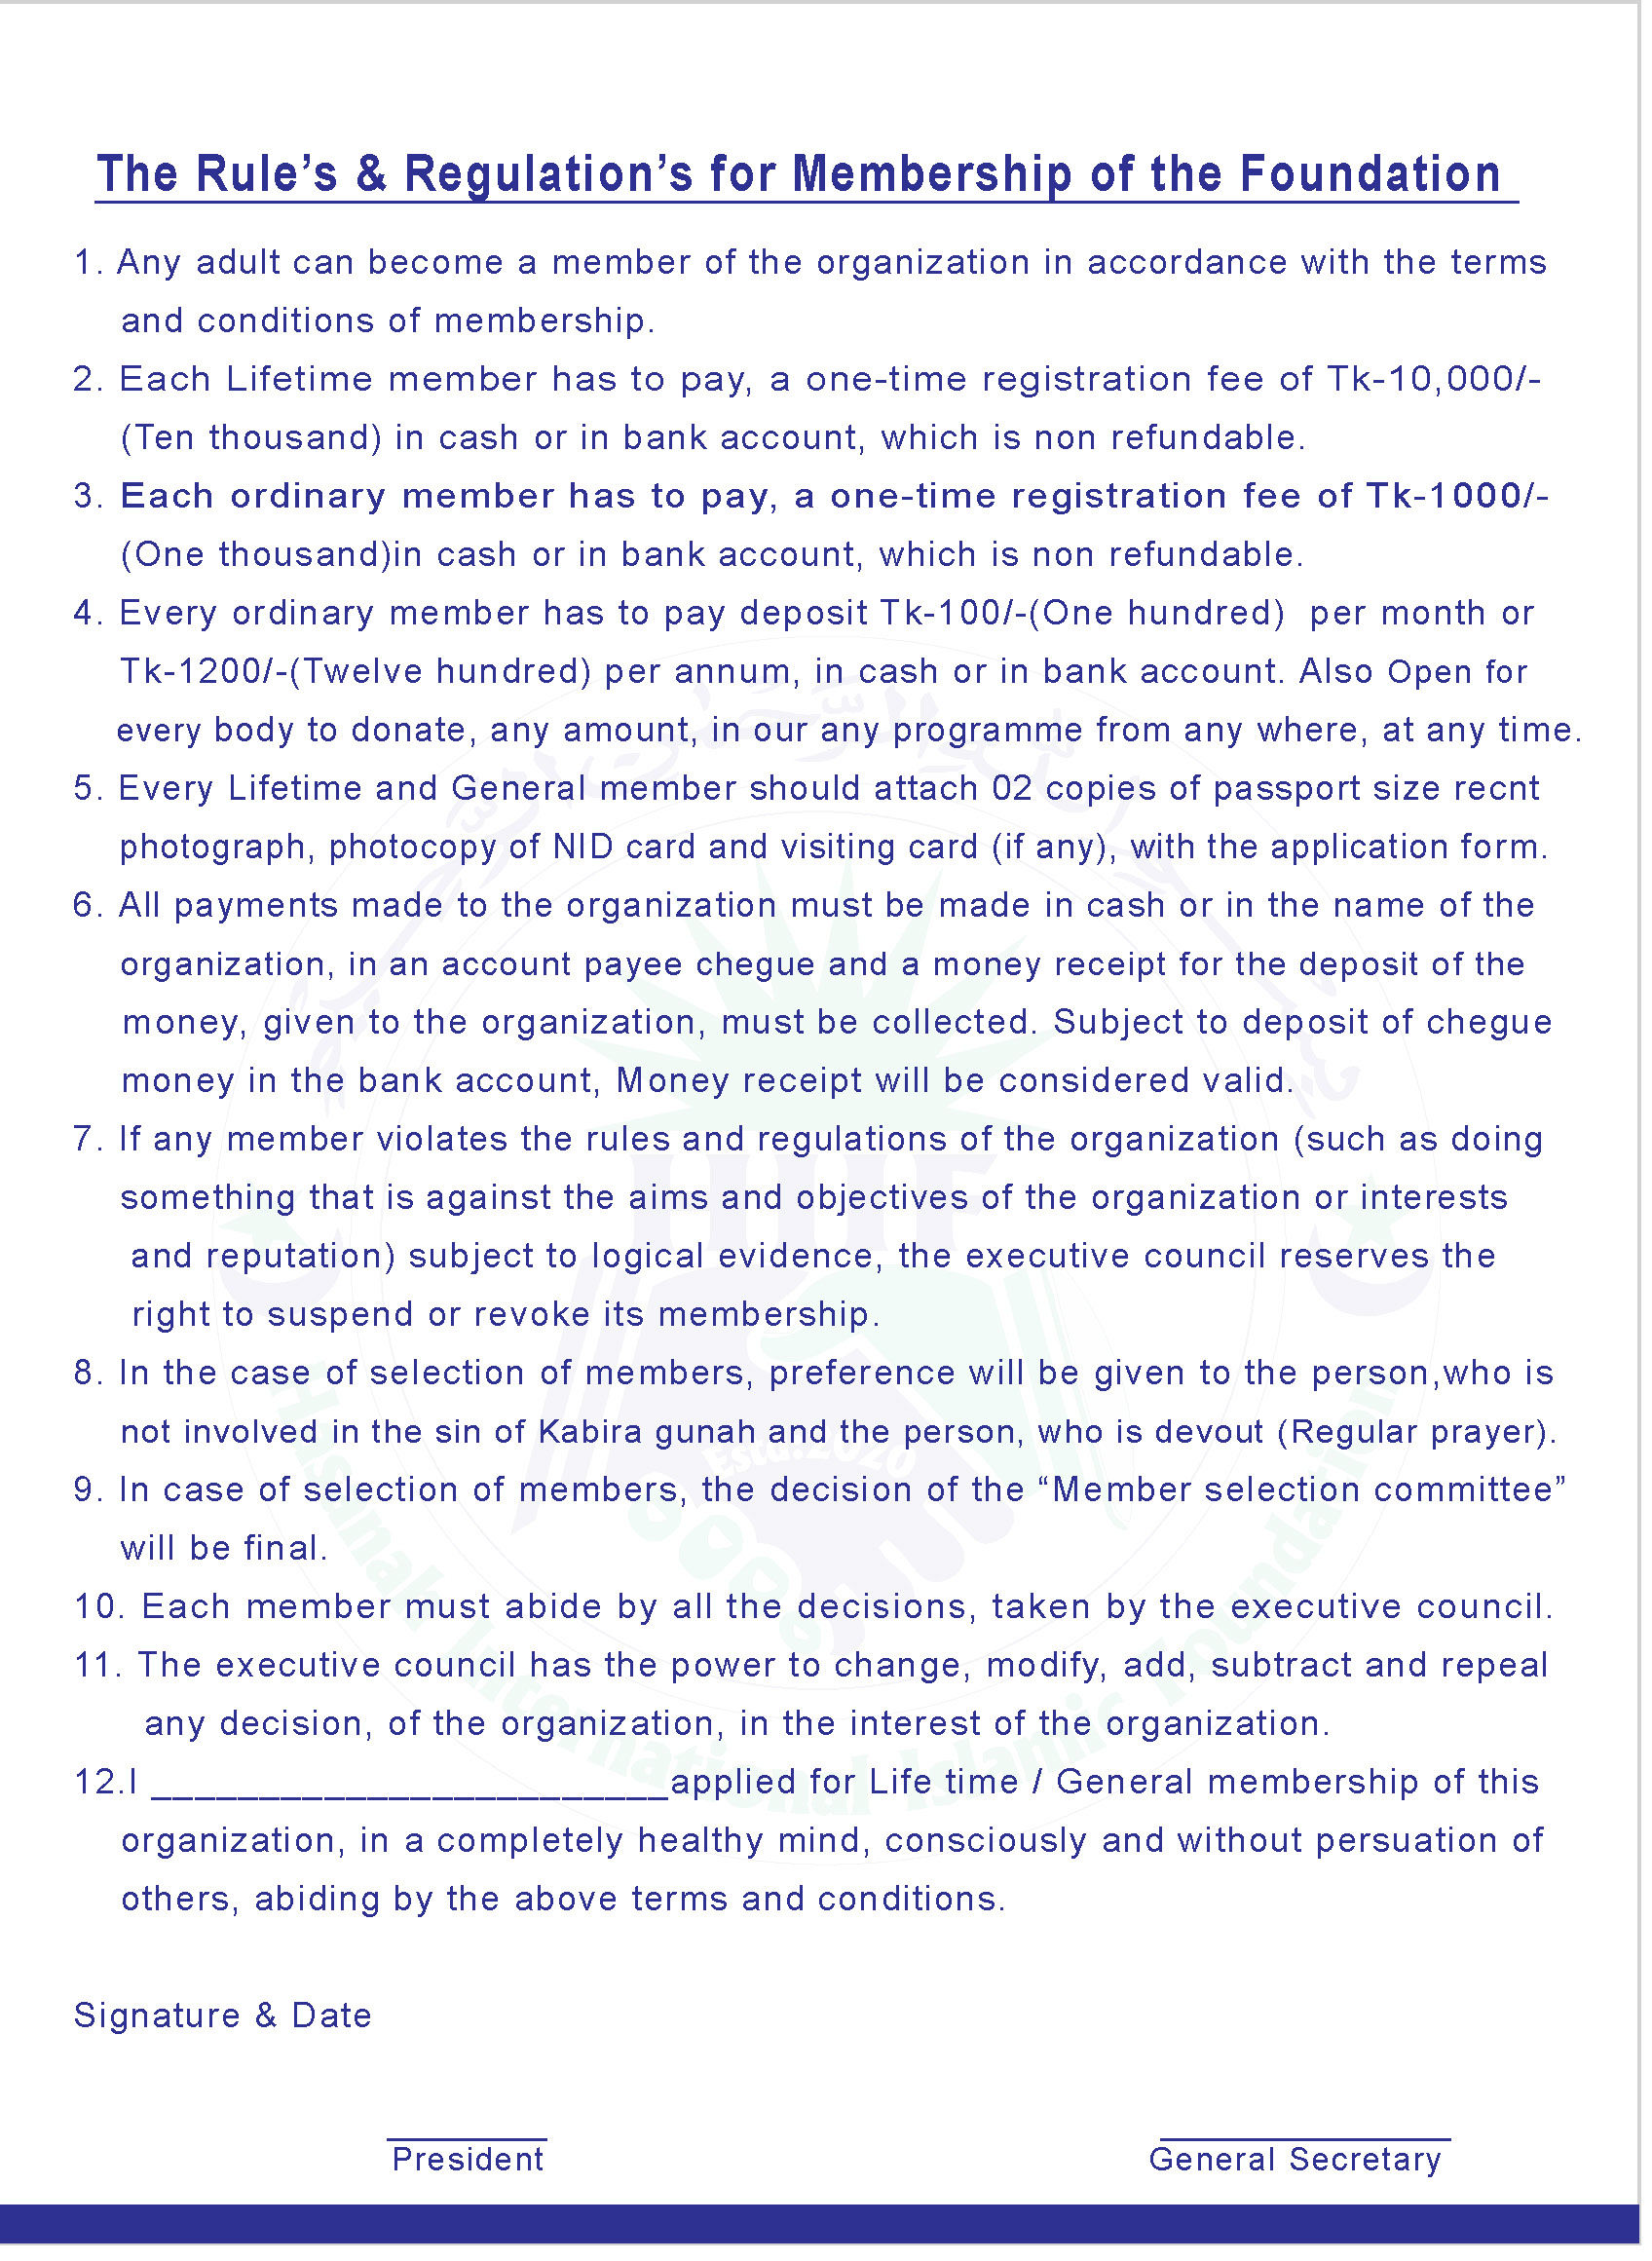 The Rule’s & Regulation’s for Membership of the Foundation
1. Any adult can become a member of the organization in accordance with the terms
and conditions of membership.
2. Each Lifetime member has to pay, a one-time registration fee of Tk-10,000/-
(Ten thousand) in cash or in bank account, which is non refundable.
3. Each ordinary member has to pay, a one-time registration fee of Tk-1000/-
(One thousand)in cash or in bank account, which is non refundable.
4. Every ordinary member has to pay deposit Tk-100/-(One hundred) per month or
Tk-1200/-(Twelve hundred) per annum, in cash or in bank account. Also Open for
every body to donate, any amount, in our any programme from any where, at any time.
5. Every Lifetime and General member should attach 02 copies of passport size recnt
photograph, photocopy of NID card and visiting card (if any), with the application form.
6. All payments made to the organization must be made in cash or in the name of the
organization, in an account payee chegue and a money receipt for the deposit of the
money, given to the organization, must be collected. Subject to deposit of chegue
money in the bank account, Money receipt will be considered valid.
7. If any member violates the rules and regulations of the organization (such as doing
something that is against the aims and objectives of the organization or interests
and reputation) subject to logical evidence, the executive council reserves the
right to suspend or revoke its membership.
8. In the case of selection of members, preference will be given to the person,who is
not involved in the sin of Kabira gunah and the person, who is devout (Regular prayer).
9. In case of selection of members, the decision of the “Member selection committee”
will be final.
10. Each member must abide by all the decisions, taken by the executive council.
11. The executive council has the power to change, modify, add, subtract and repeal
any decision, of the organization, in the interest of the organization.
12.I ________________________applied for Life time / General membership of this
organization, in a completely healthy mind, consciously and without persuation of
others, abiding by the above terms and conditions.
Signature & Date
President
General Secretary
HIIF
Estd.2020
International Islamic Foundation